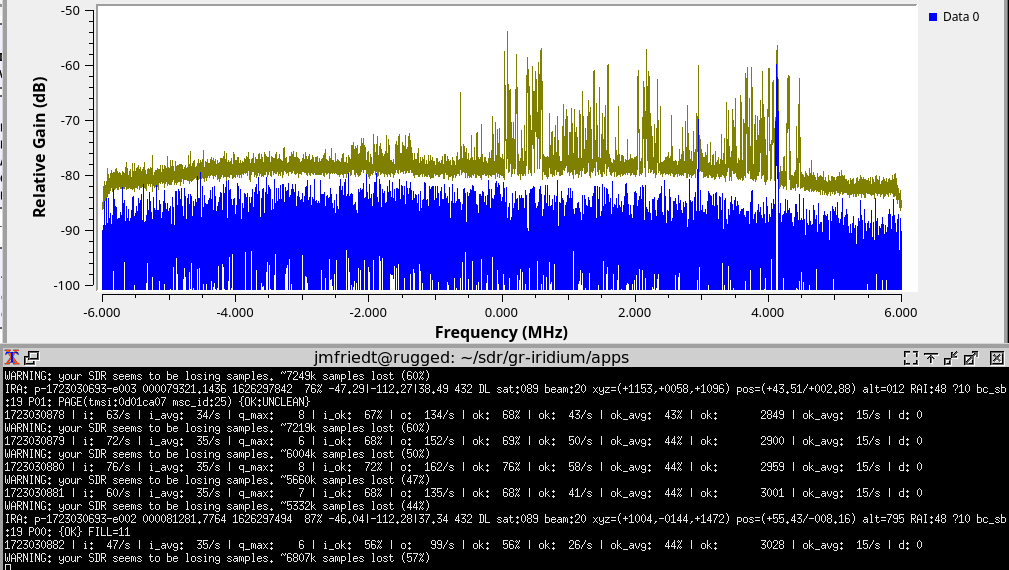 -50
-60
-70
-80
-90
-100
Relative Gain (dB)
-6.000 -4.000 -2.000 0.000 2.000 4.000 6.000
Frequency (MHz)
Data 0
jmfriedt@rugged: ~/sdr/gr-iridium/apps
WARNING: your SDR seems to be losing samples. ~7249k samples lost (60%)
IRA: p-1723030693-e003 000079321.1436 1626297842 76% -47.29|-112.27|38.49 432 DL sat:089 beam:20 xyz=(+1153,+0058,+1096) pos=(+43.51/+002.88) alt=012 RAI:48 ?10 bc_sb
:19 P01: PAGE(tmsi:0d01ca07 msc_id:25) {OK:UNCLEAN}
1723030878 | i: 63/s | i_avg: 34/s | q_max: 8 | i_ok: 67% | o: 134/s | ok: 68% | ok: 43/s | ok_avg: 43% | ok: 2849 | ok_avg: 15/s | d: 0
WARNING: your SDR seems to be losing samples. ~7219k samples lost (60%)
1723030879 | i: 72/s | i_avg: 35/s | q_max: 6 | i_ok: 68% | o: 152/s | ok: 69% | ok: 50/s | ok_avg: 44% | ok: 2900 | ok_avg: 15/s | d: 0
WARNING: your SDR seems to be losing samples. ~6004k samples lost (50%)
1723030880 | i: 76/s | i_avg: 35/s | q_max: 8 | i_ok: 72% | o: 162/s | ok: 76% | ok: 58/s | ok_avg: 44% | ok: 2959 | ok_avg: 15/s | d: 0
WARNING: your SDR seems to be losing samples. ~5660k samples lost (47%)
1723030881 | i: 60/s | i_avg: 35/s | q_max: 7 | i_ok: 68% | o: 135/s | ok: 68% | ok: 41/s | ok_avg: 44% | ok: 3001 | ok_avg: 15/s | d: 0
WARNING: your SDR seems to be losing samples. ~5332k samples lost (44%)
IRA: p-1723030693-e002 000081281.7764 1626297494 87% -46.04|-112.28|37.34 432 DL sat:089 beam:20 xyz=(+1004,-0144,+1472) pos=(+55.43/-008.16) alt=795 RAI:48 ?10 bc_sb
:19 P00: {OK} FILL=11
1723030882 | i: 47/s | i_avg: 35/s | q_max: 6 | i_ok: 56% | o: 99/s | ok: 56% | ok: 26/s | ok_avg: 44% | ok: 3028 | ok_avg: 15/s | d: 0
WARNING: your SDR seems to be losing samples. ~6807k samples lost (57%)